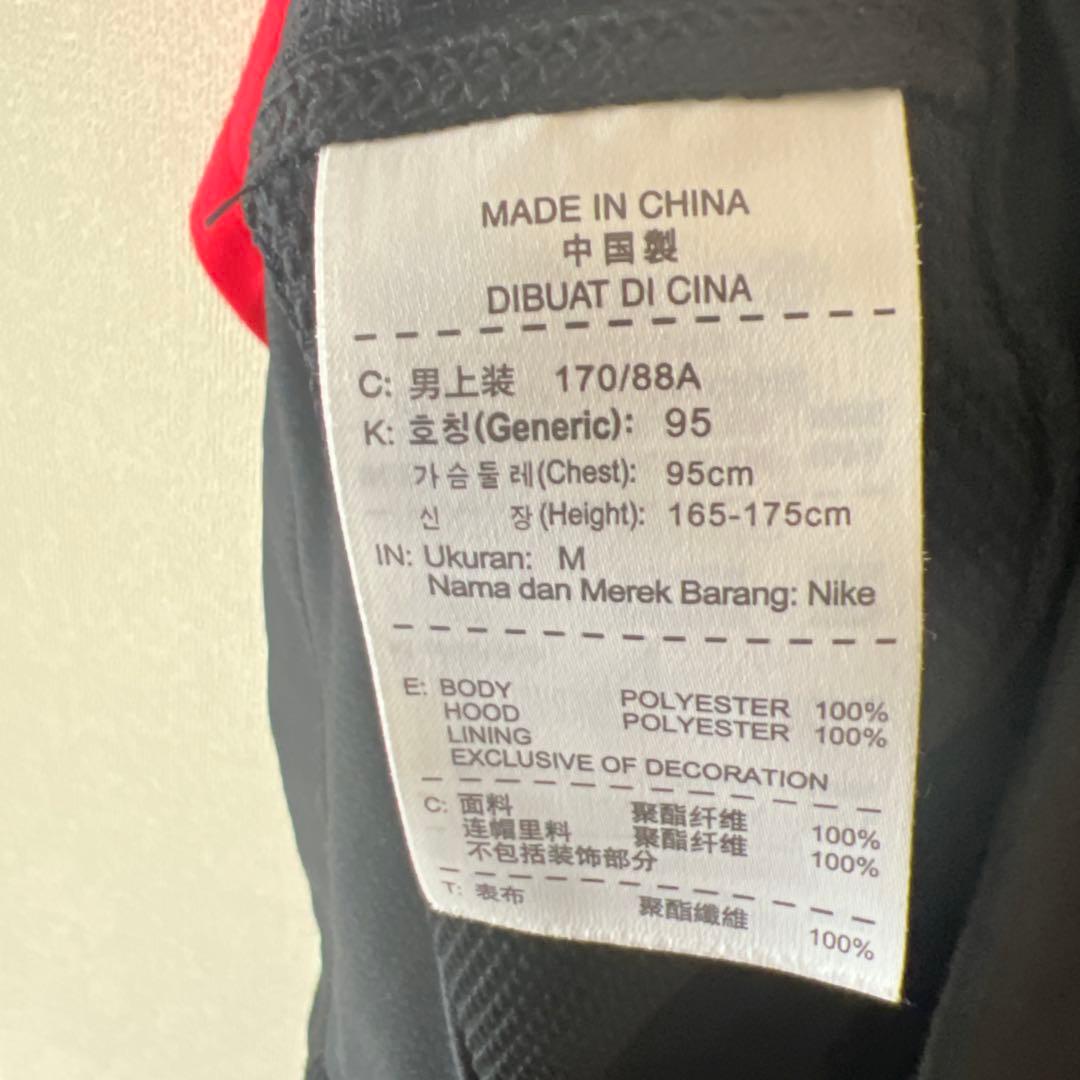 MADE IN CHINA
中国製
DIBUAT DI CINA
C: 男上装 170/88A
K: 호칭(Generic): 95
가슴둘레(Chest): 95cm
신 장(Height): 165-175cm
IN: Ukuran: M
Nama dan Merek Barang: Nike
E: BODY POLYESTER 100%
HOOD POLYESTER 100%
LINING
EXCLUSIVE OF DECORATION
C: 面料 聚酯纤维 100%
连帽里料 聚酯纤维 100%
不包括装饰部分
T: 表布 聚酯纖維 100%